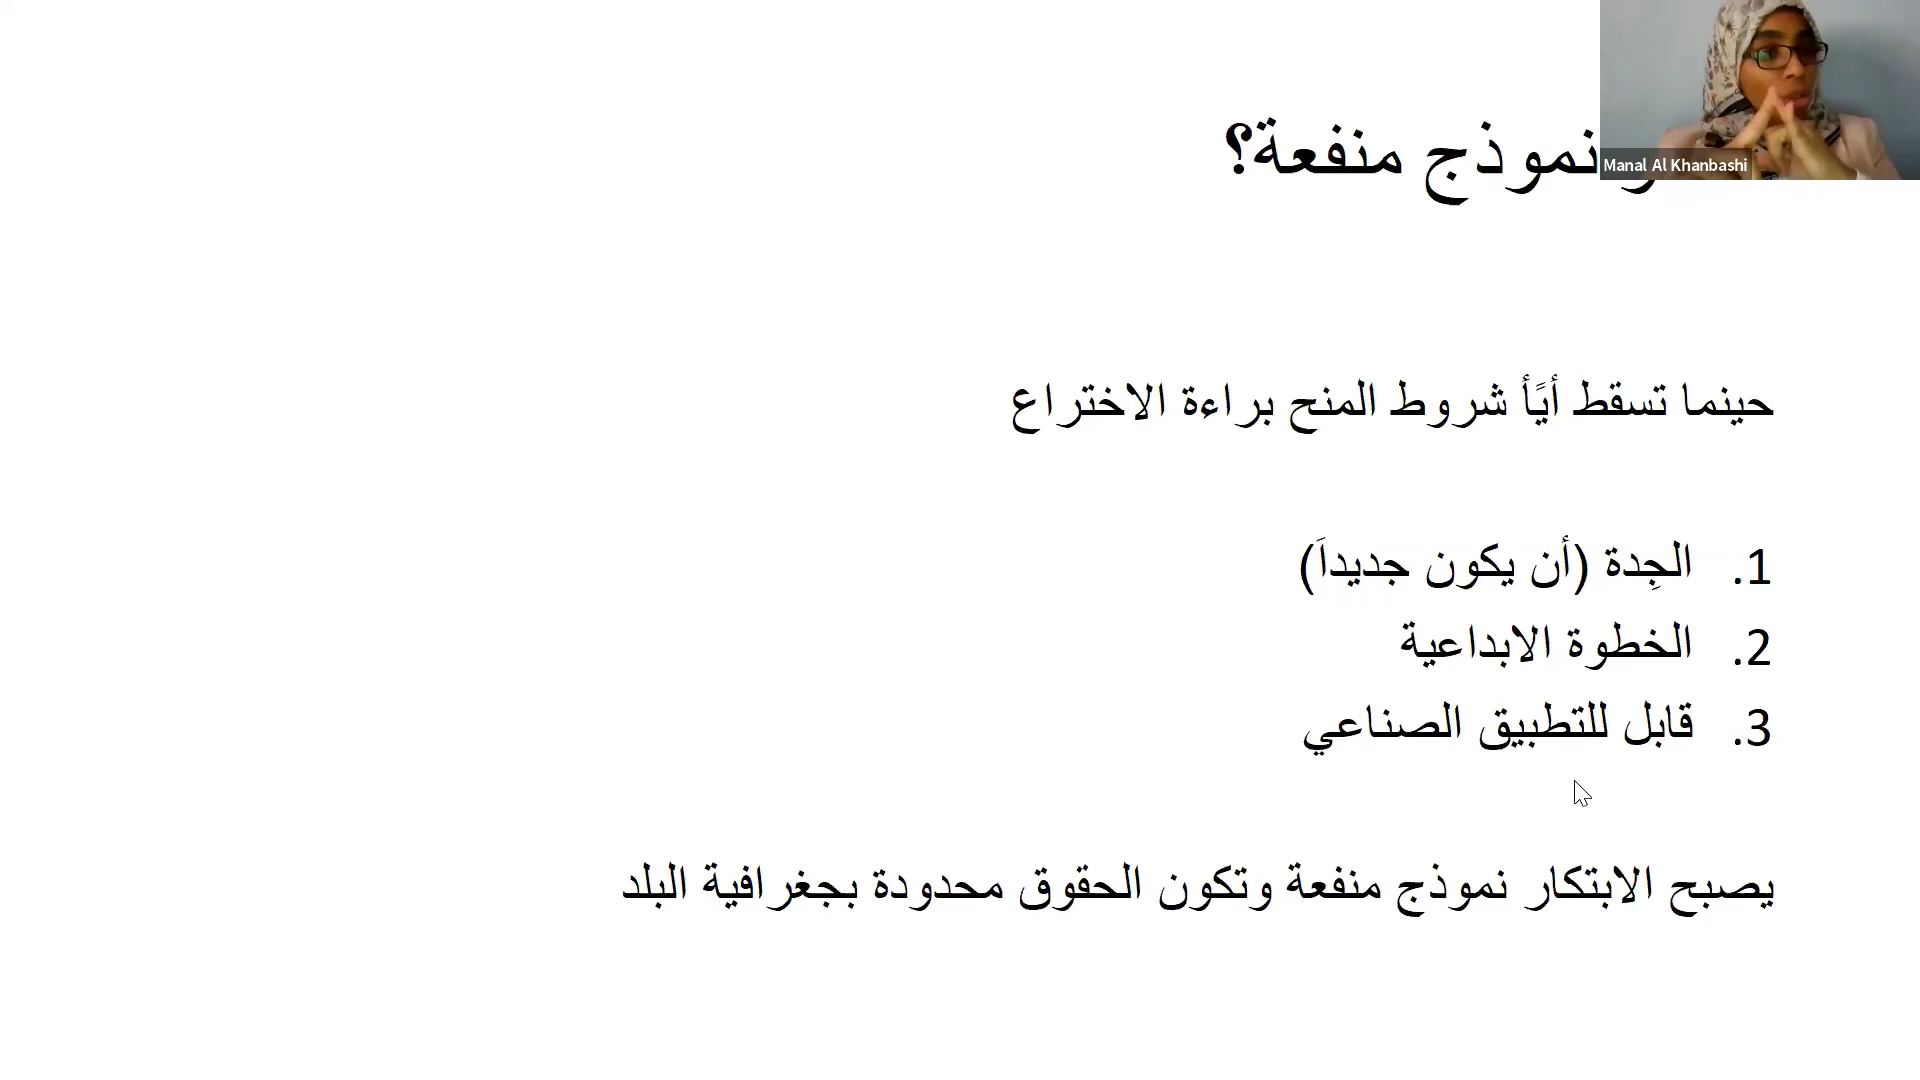 نموذج منفعة؟
Manal Al Khanbashi
حينما تسقط أيًأ شروط المنح براءة الاختراع
1. الجِدة (أن يكون جديداَ)
2. الخطوة الابداعية
3. قابل للتطبيق الصناعي
يصبح الابتكار نموذج منفعة وتكون الحقوق محدودة بجغرافية البلد